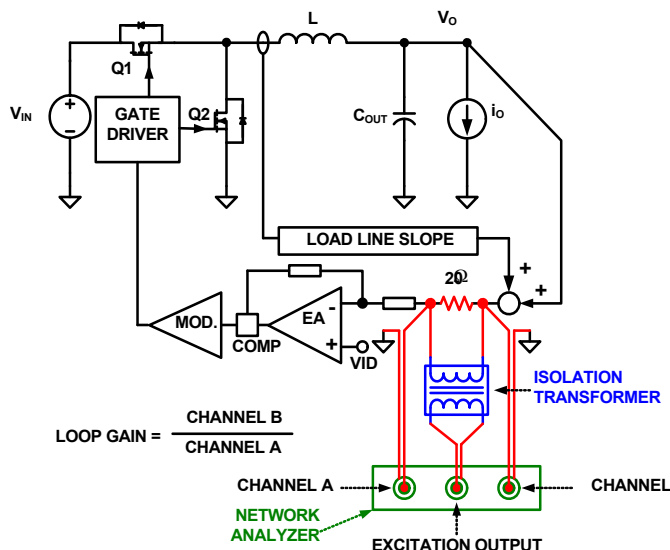 L
VO
Q1
VIN
+
−
GATE
DRIVER
Q2
COUT
iO
LOAD LINE SLOPE
+
+
20Ω
MOD.
COMP
EA
-
+
VID
ISOLATION
TRANSFORMER
LOOP GAIN =
CHANNEL B
CHANNEL A
CHANNEL A
CHANNEL
NETWORK
ANALYZER
EXCITATION OUTPUT